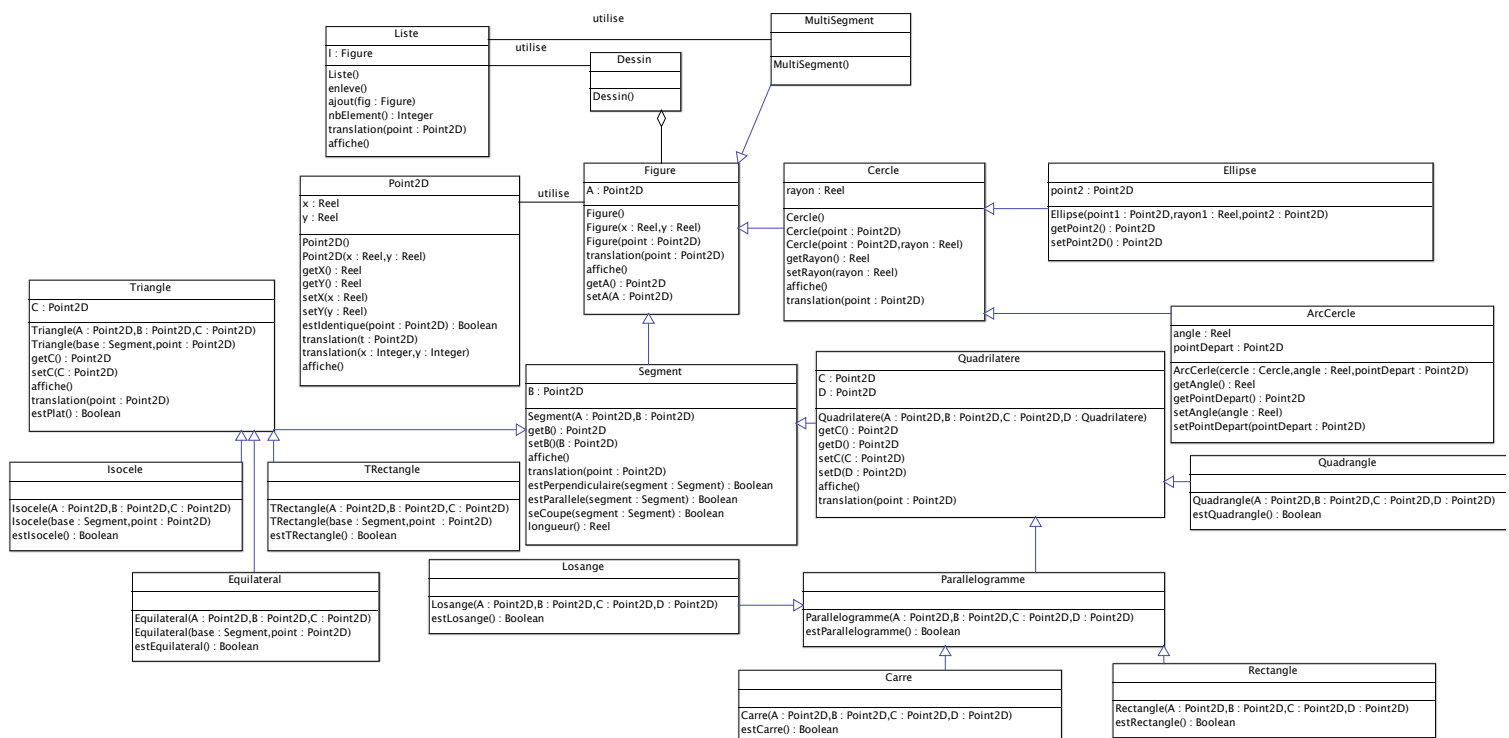 utilise
MultiSegment
MultiSegment()
Liste
l : Figure
Liste()
enleve()
ajout(fig : Figure)
nbElement() : Integer
translation(point : Point2D)
affiche()
utilise
Dessin
Dessin()
Point2D
x : Reel
y : Reel
Point2D()
Point2D(x : Reel,y : Reel)
getX() : Reel
getY() : Reel
setX(x : Reel)
setY(y : Reel)
estIdentique(point : Point2D) : Boolean
translation(t : Point2D)
translation(x : Integer,y : Integer)
affiche()
utilise
Figure
A : Point2D
Figure()
Figure(x : Reel,y : Reel)
Figure(point : Point2D)
translation(point : Point2D)
affiche()
getA() : Point2D
setA(A : Point2D)
Cercle
rayon : Reel
Cercle()
Cercle(point : Point2D)
Cercle(point : Point2D,rayon : Reel)
getRayon() : Reel
setRayon(rayon : Reel)
affiche()
translation(point : Point2D)
Ellipse
point2 : Point2D
Ellipse(point1 : Point2D,rayon1 : Reel,point2 : Point2D)
getPoint2() : Point2D
setPoint2D() : Point2D
Triangle
C : Point2D
Triangle(A : Point2D,B : Point2D,C : Point2D)
Triangle(base : Segment,point : Point2D)
getC() : Point2D
setC(C : Point2D)
affiche()
translation(point : Point2D)
estPlat() : Boolean
ArcCercle
angle : Reel
pointDepart : Point2D
ArcCerle(cercle : Cercle,angle : Reel,pointDepart : Point2D)
getAngle() : Reel
getPointDepart() : Point2D
setAngle(angle : Reel)
setPointDepart(pointDepart : Point2D)
Segment
B : Point2D
Segment(A : Point2D,B : Point2D)
getB() : Point2D
setB()(B : Point2D)
affiche()
translation(point : Point2D)
estPerpendiculaire(segment : Segment) : Boolean
estParallele(segment : Segment) : Boolean
seCoupe(segment : Segment) : Boolean
longueur() : Reel
Quadrilatere
C : Point2D
D : Point2D
Quadrilatere(A : Point2D,B : Point2D,C : Point2D,D : Quadrilatere)
getC() : Point2D
getD() : Point2D
setC(C : Point2D)
setD(D : Point2D)
affiche()
translation(point : Point2D)
Quadrangle
Quadrangle(A : Point2D,B : Point2D,C : Point2D,D : Point2D)
estQuadrangle() : Boolean
Isocele
Isocele(A : Point2D,B : Point2D,C : Point2D)
Isocele(base : Segment,point : Point2D)
estIsocele() : Boolean
TRectangle
TRectangle(A : Point2D,B : Point2D,C : Point2D)
TRectangle(base : Segment,point : Point2D)
estTRectangle() : Boolean
Equilateral
Equilateral(A : Point2D,B : Point2D,C : Point2D)
Equilateral(base : Segment,point : Point2D)
estEquilateral() : Boolean
Losange
Losange(A : Point2D,B : Point2D,C : Point2D,D : Point2D)
estLosange() : Boolean
Parallelogramme
Parallelogramme(A : Point2D,B : Point2D,C : Point2D,D : Point2D)
estParallelogramme() : Boolean
Carre
Carre(A : Point2D,B : Point2D,C : Point2D,D : Point2D)
estCarre() : Boolean
Rectangle
Rectangle(A : Point2D,B : Point2D,C : Point2D,D : Point2D)
estRectangle() : Boolean